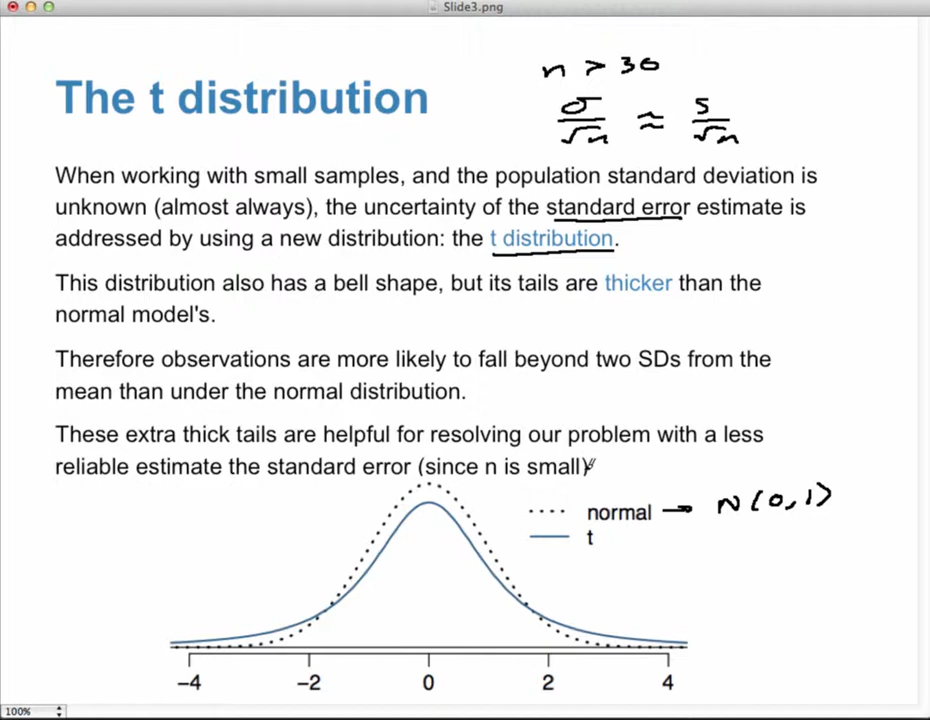 Slide3.png
n > 30
σ/√n ≈ s/√n
The t distribution
When working with small samples, and the population standard deviation is
unknown (almost always), the uncertainty of the standard error estimate is
addressed by using a new distribution: the t distribution.
This distribution also has a bell shape, but its tails are thicker than the
normal model's.
Therefore observations are more likely to fall beyond two SDs from the
mean than under the normal distribution.
These extra thick tails are helpful for resolving our problem with a less
reliable estimate the standard error (since n is small)
normal → N(0,1)
t
−4 −2 0 2 4
100%